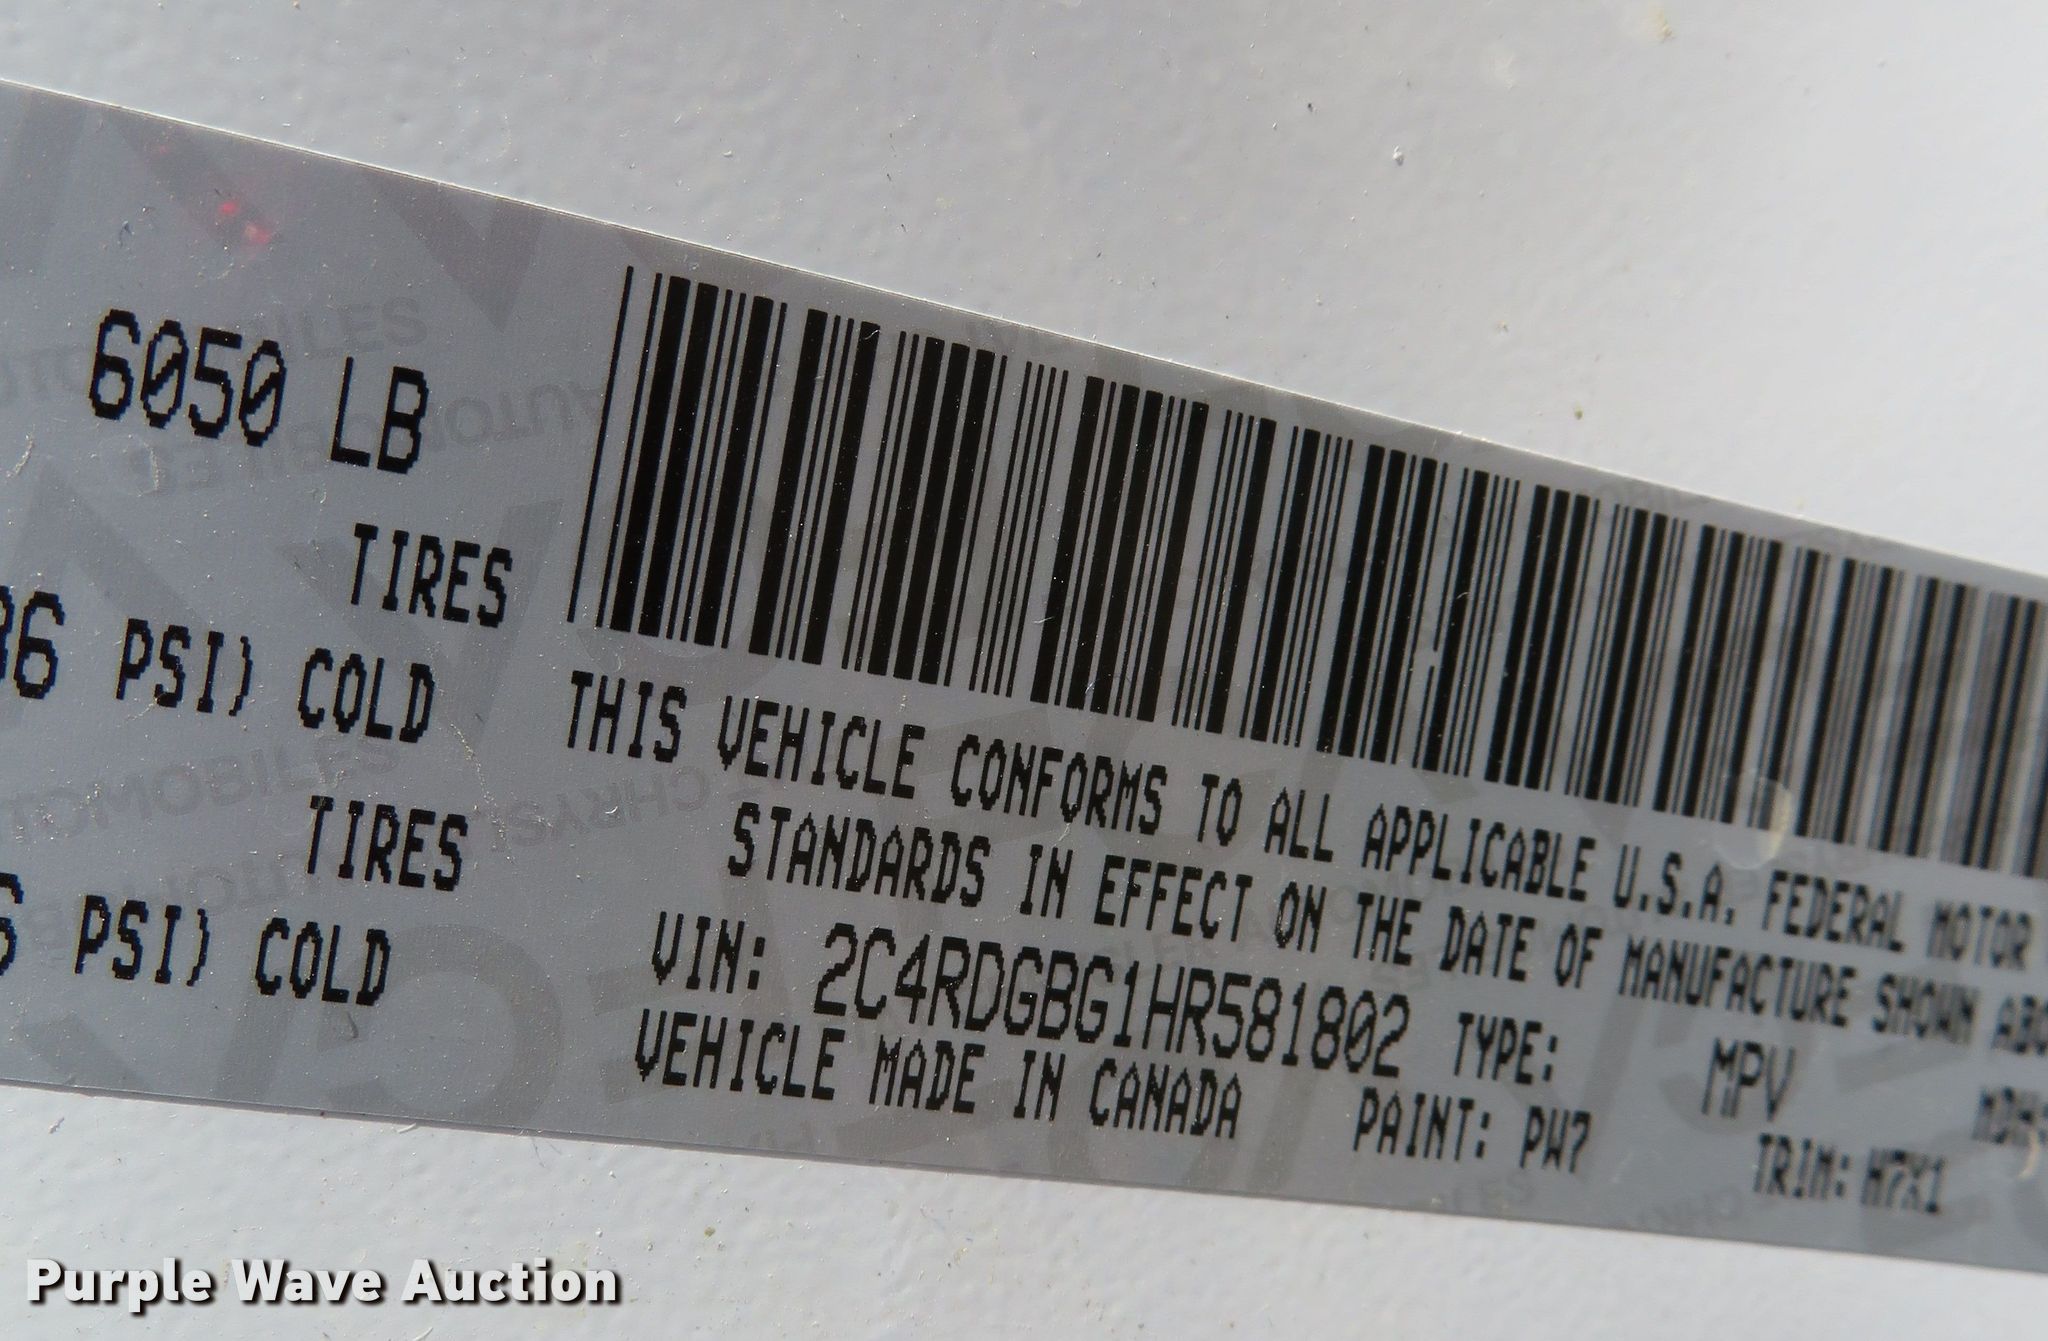 6050 LB
TIRES
36 PSI) COLD
TIRES
PSI) COLD
THIS VEHICLE CONFORMS TO ALL APPLICABLE U.S.A. FEDERAL MOTOR
STANDARDS IN EFFECT ON THE DATE OF MANUFACTURE SHOWN
VIN: 2C4RDGBG1HR581802 TYPE: MPV
VEHICLE MADE IN CANADA PAINT: PW7 TRIM: H7X1
Purple Wave Auction